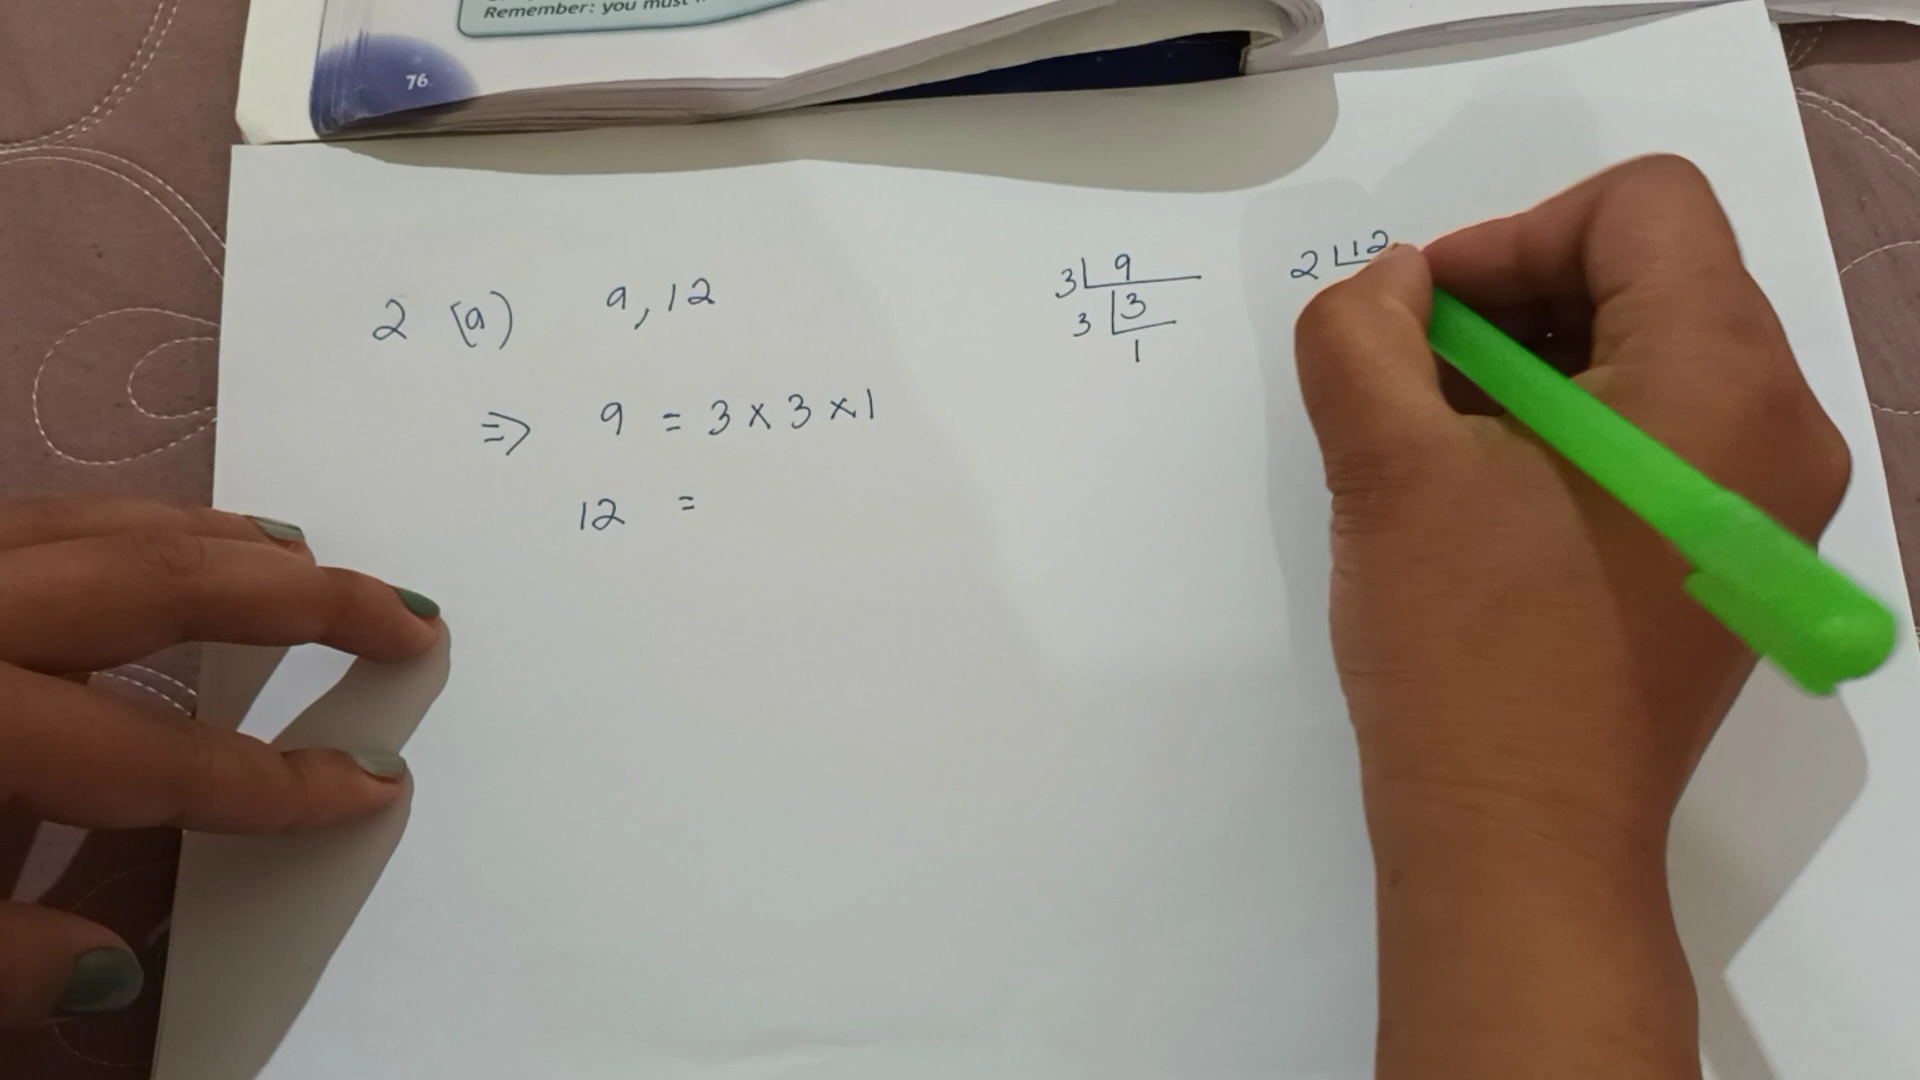 Remember: you must
76
2 (a) 9, 12
⇒ 9 = 3 × 3 × 1
12 =
3 9
3 3
1
2 12